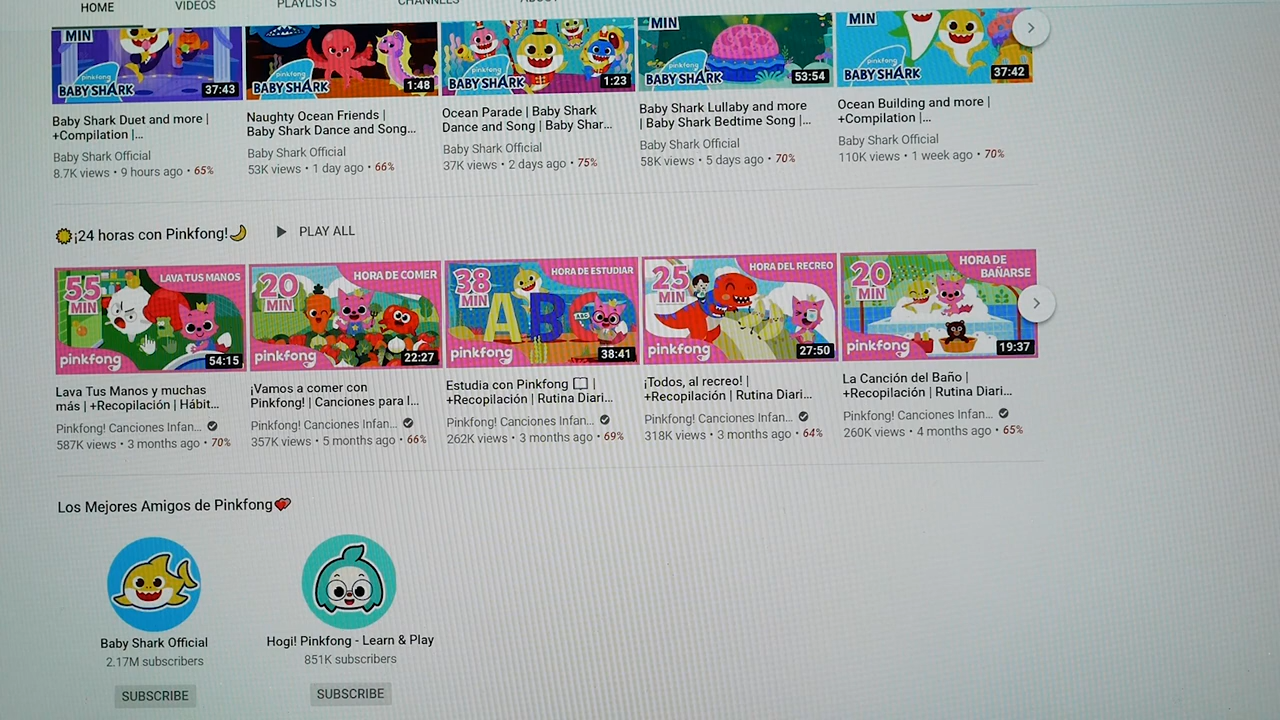 HOME
VIDEOS
PLAYLISTS
CHANNELS
MIN
pinkfong
BABY SHARK
37:43
BABY SHARK
1:48
pinkfong
BABY SHARK
1:23
MIN
pinkfong
BABY SHARK
53:54
MIN
pinkfong
BABY SHARK
37:42
Baby Shark Duet and more |
+Compilation |...
Baby Shark Official
8.7K views • 9 hours ago • 65%
Naughty Ocean Friends |
Baby Shark Dance and Song...
Baby Shark Official
53K views • 1 day ago • 66%
Ocean Parade | Baby Shark
Dance and Song | Baby Shar...
Baby Shark Official
37K views • 2 days ago • 75%
Baby Shark Lullaby and more
| Baby Shark Bedtime Song |...
Baby Shark Official
58K views • 5 days ago • 70%
Ocean Building and more |
+Compilation |...
Baby Shark Official
110K views • 1 week ago • 70%
¡24 horas con Pinkfong!
PLAY ALL
55
MIN
LAVA TUS MANOS
pinkfong
54:15
20
MIN
HORA DE COMER
pinkfong
22:27
38
MIN
HORA DE ESTUDIAR
ABC
ABC
pinkfong
38:41
25
MIN
HORA DEL RECREO
pinkfong
27:50
20
MIN
HORA DE
BAÑARSE
pinkfong
19:37
Lava Tus Manos y muchas
más | +Recopilación | Hábit...
Pinkfong! Canciones Infan...
587K views • 3 months ago • 70%
¡Vamos a comer con
Pinkfong! | Canciones para l...
Pinkfong! Canciones Infan...
357K views • 5 months ago • 66%
Estudia con Pinkfong |
+Recopilación | Rutina Diari...
Pinkfong! Canciones Infan...
262K views • 3 months ago • 69%
¡Todos, al recreo! |
+Recopilación | Rutina Diari...
Pinkfong! Canciones Infan...
318K views • 3 months ago • 64%
La Canción del Baño |
+Recopilación | Rutina Diari...
Pinkfong! Canciones Infan...
260K views • 4 months ago • 65%
Los Mejores Amigos de Pinkfong
Baby Shark Official
2.17M subscribers
SUBSCRIBE
Hogi! Pinkfong - Learn & Play
851K subscribers
SUBSCRIBE